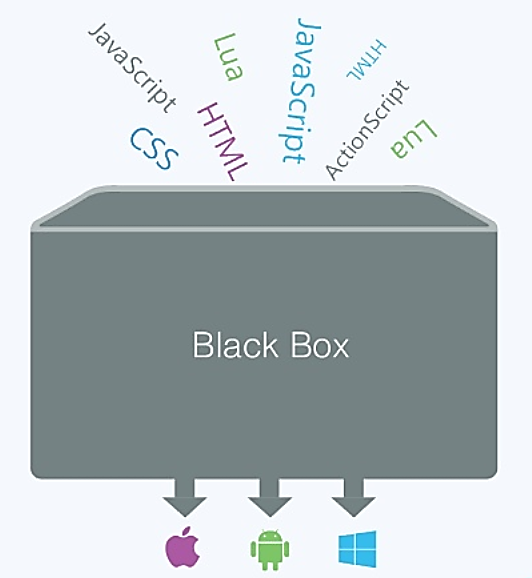 JavaScript
Lua
JavaScript
HTML
CSS
HTML
ActionScript
Lua
Black Box